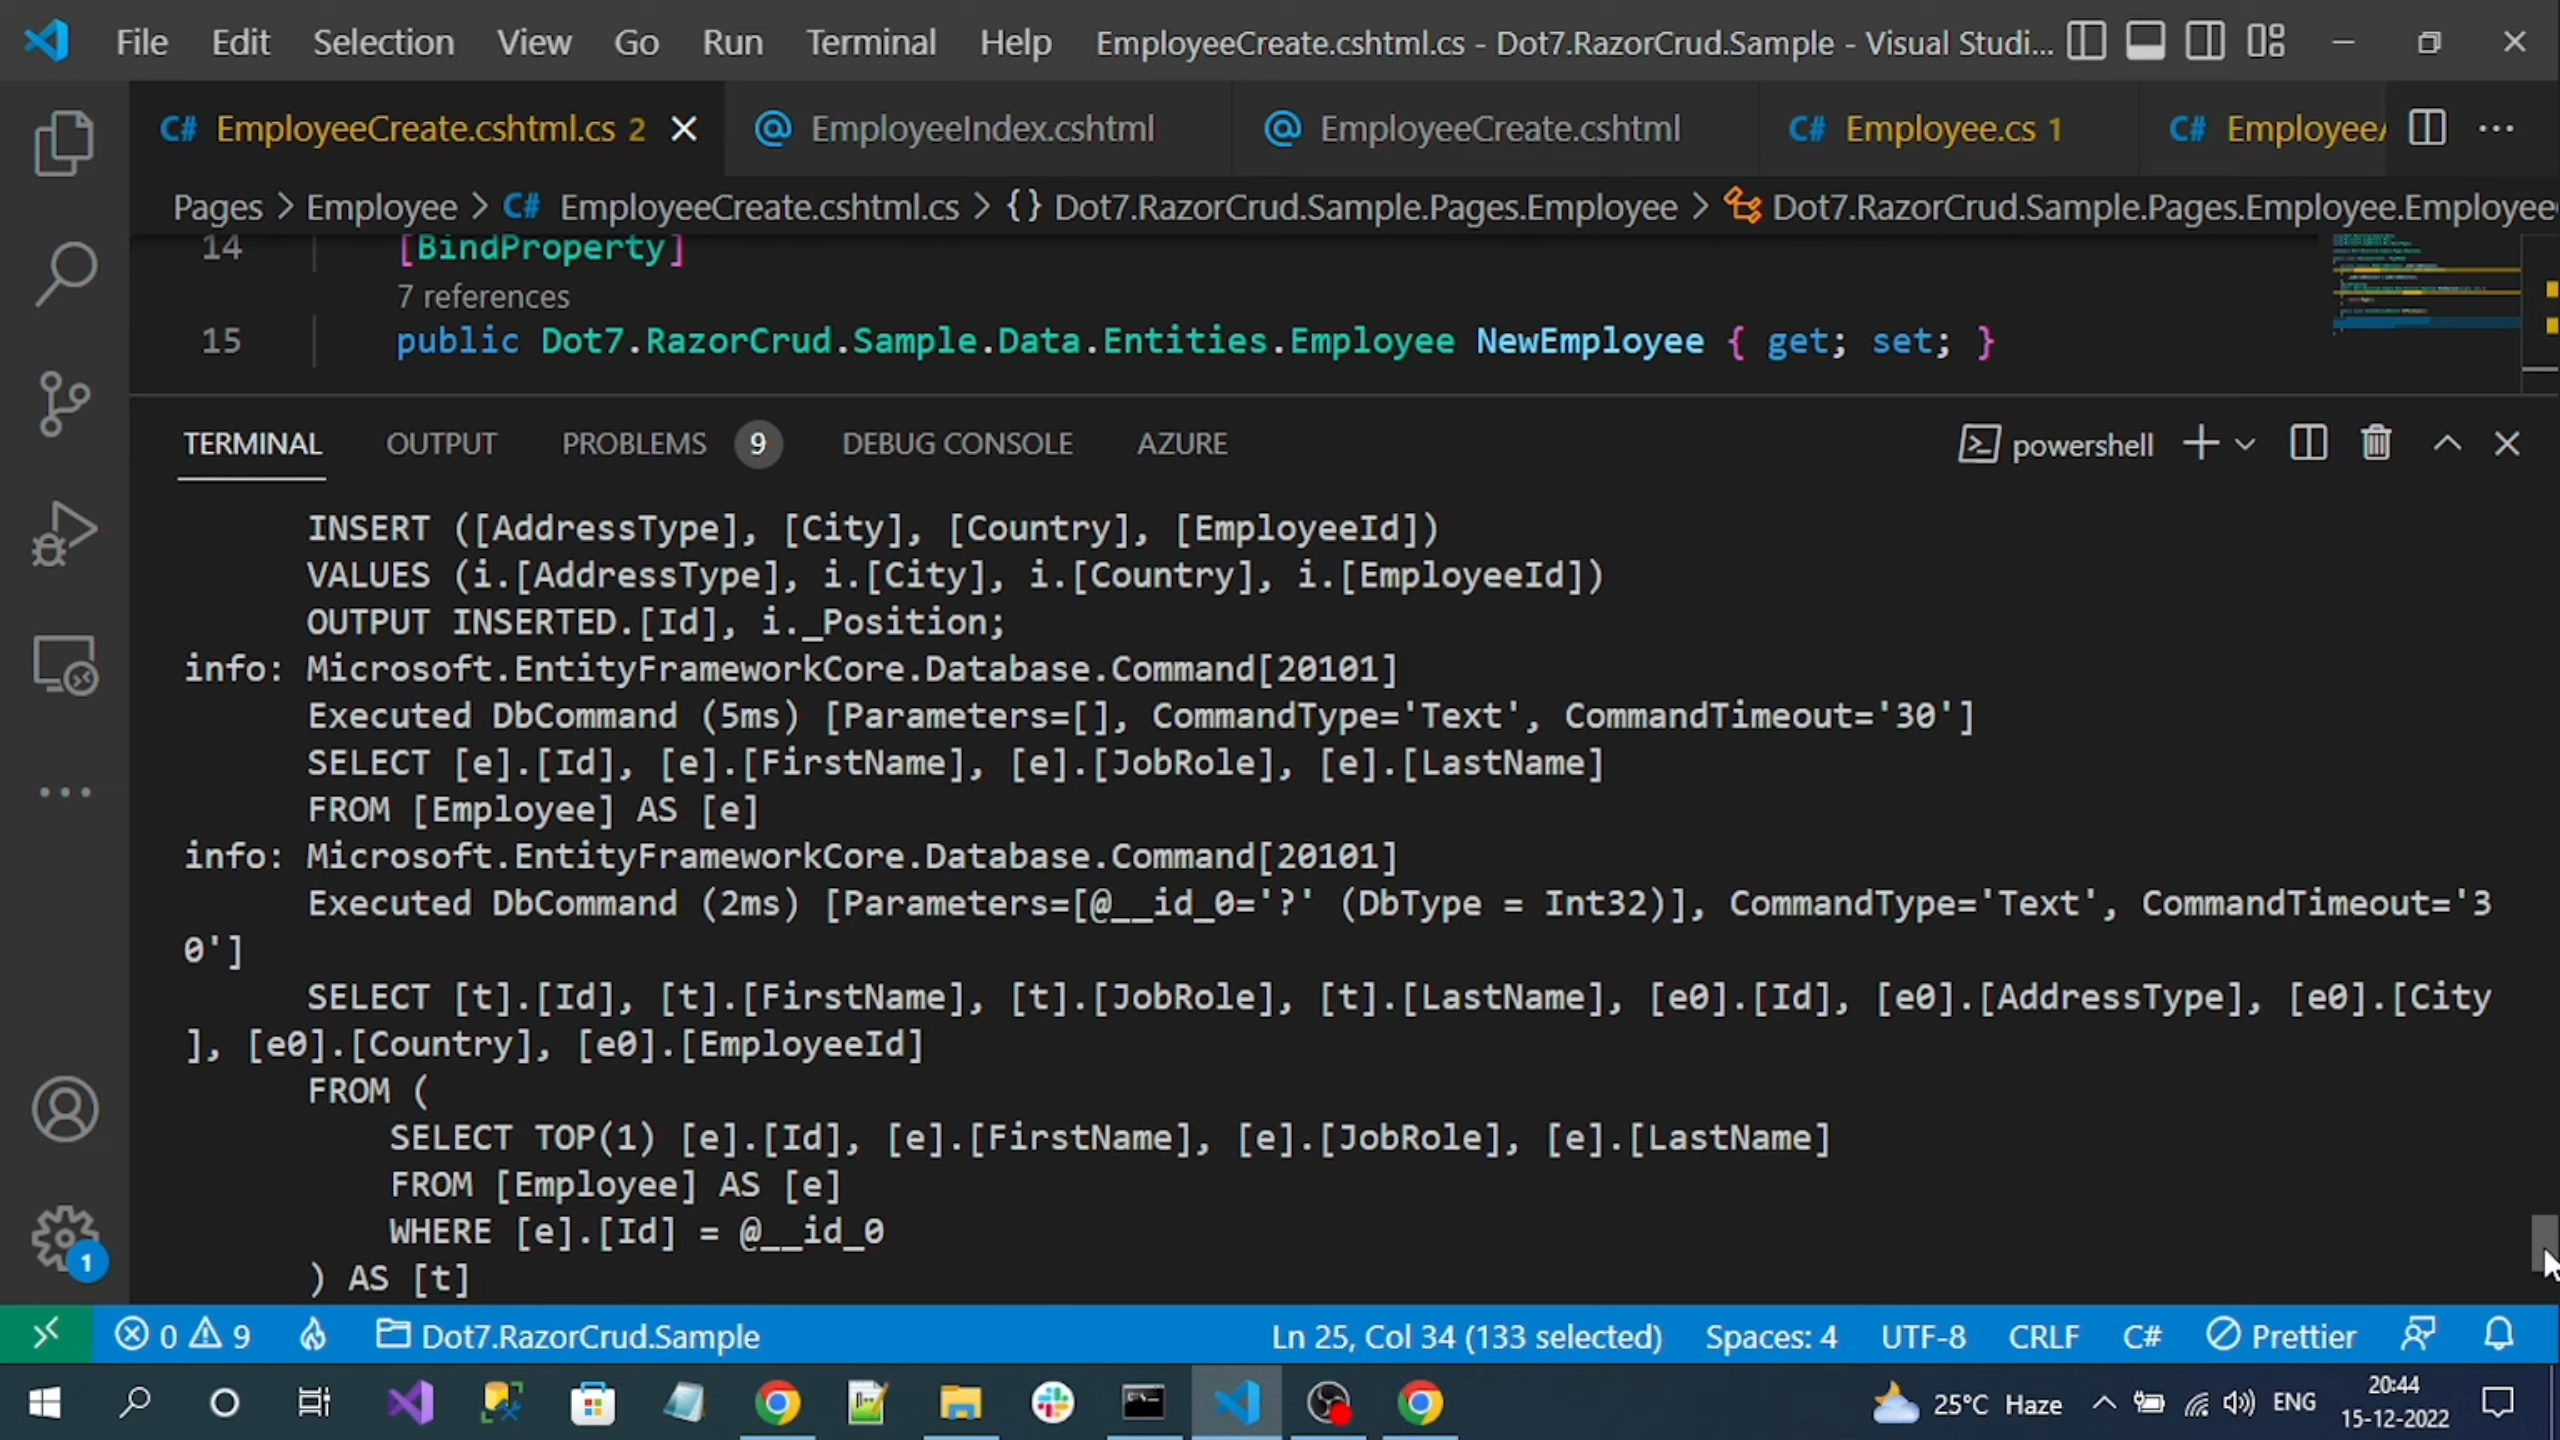 File Edit Selection View Go Run Terminal Help EmployeeCreate.cshtml.cs - Dot7.RazorCrud.Sample - Visual Studi...
C# EmployeeCreate.cshtml.cs 2 EmployeeIndex.cshtml EmployeeCreate.cshtml C# Employee.cs 1 C# EmployeeA
Pages > Employee > C# EmployeeCreate.cshtml.cs > {} Dot7.RazorCrud.Sample.Pages.Employee > Dot7.RazorCrud.Sample.Pages.Employee.Employee
14 [BindProperty]
7 references
15 public Dot7.RazorCrud.Sample.Data.Entities.Employee NewEmployee { get; set; }
TERMINAL OUTPUT PROBLEMS 9 DEBUG CONSOLE AZURE powershell
INSERT ([AddressType], [City], [Country], [EmployeeId])
VALUES (i.[AddressType], i.[City], i.[Country], i.[EmployeeId])
OUTPUT INSERTED.[Id], i._Position;
info: Microsoft.EntityFrameworkCore.Database.Command[20101]
Executed DbCommand (5ms) [Parameters=[], CommandType='Text', CommandTimeout='30']
SELECT [e].[Id], [e].[FirstName], [e].[JobRole], [e].[LastName]
FROM [Employee] AS [e]
info: Microsoft.EntityFrameworkCore.Database.Command[20101]
Executed DbCommand (2ms) [Parameters=[@__id_0='?' (DbType = Int32)], CommandType='Text', CommandTimeout='3
0']
SELECT [t].[Id], [t].[FirstName], [t].[JobRole], [t].[LastName], [e0].[Id], [e0].[AddressType], [e0].[City
], [e0].[Country], [e0].[EmployeeId]
FROM (
SELECT TOP(1) [e].[Id], [e].[FirstName], [e].[JobRole], [e].[LastName]
FROM [Employee] AS [e]
WHERE [e].[Id] = @__id_0
) AS [t]
1
0 9 Dot7.RazorCrud.Sample Ln 25, Col 34 (133 selected) Spaces: 4 UTF-8 CRLF C# Prettier
25°C Haze ENG 20:44
15-12-2022